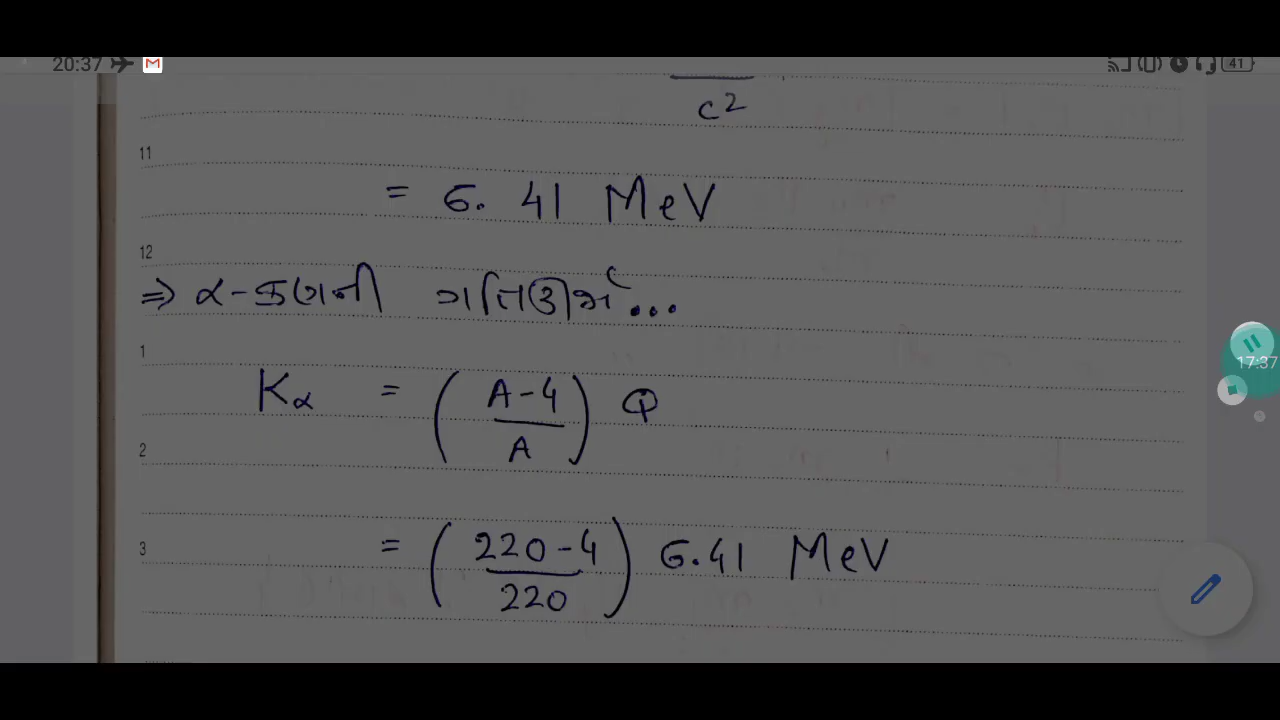 20:37 41
c2
11
= 6.41 MeV
12
⇒ α-કણની ગતિઊર્જા...
1
Kα = (A-4/A) Q
17:37
2
3
= (220-4/220) 6.41 MeV